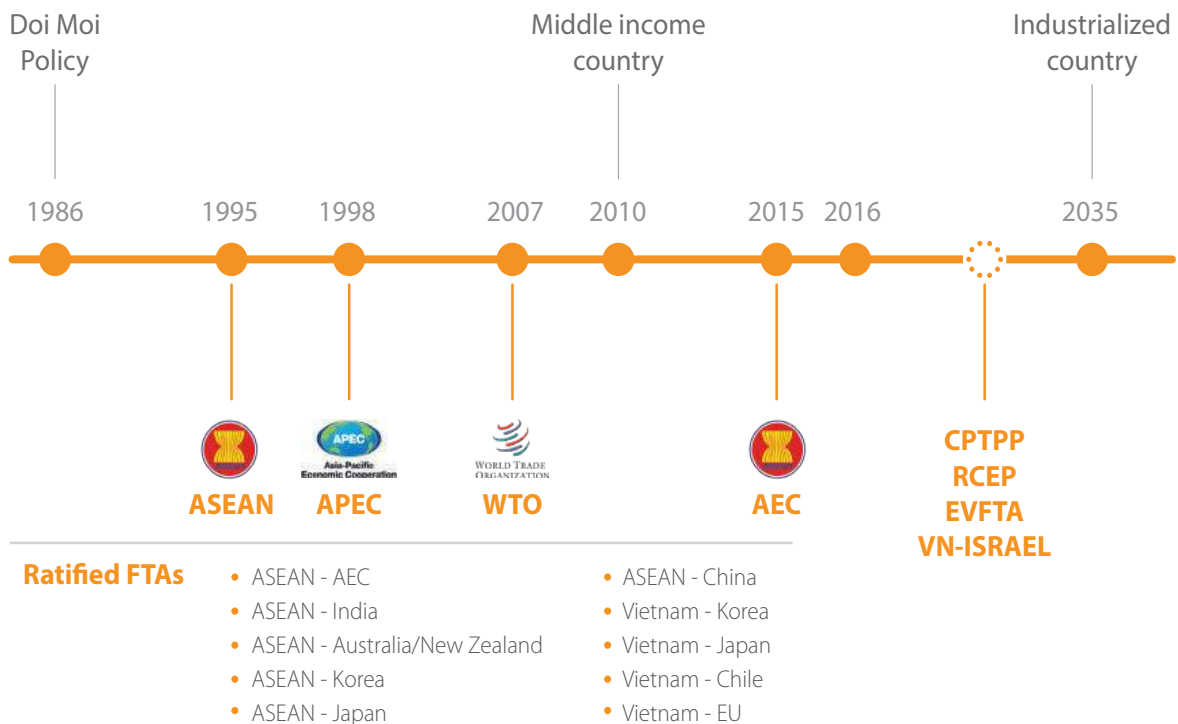 Doi Moi
Policy
Middle income
country
Industrialized
country
1986
1995
1998
2007
2010
2015
2016
2035
APEC
Asia-Pacific
Economic Cooperation
WORLD TRADE
ORGANIZATION
ASEAN
APEC
WTO
AEC
CPTPP
RCEP
EVFTA
VN-ISRAEL
Ratified FTAs
• ASEAN - AEC
• ASEAN - India
• ASEAN - Australia/New Zealand
• ASEAN - Korea
• ASEAN - Japan
• ASEAN - China
• Vietnam - Korea
• Vietnam - Japan
• Vietnam - Chile
• Vietnam - EU